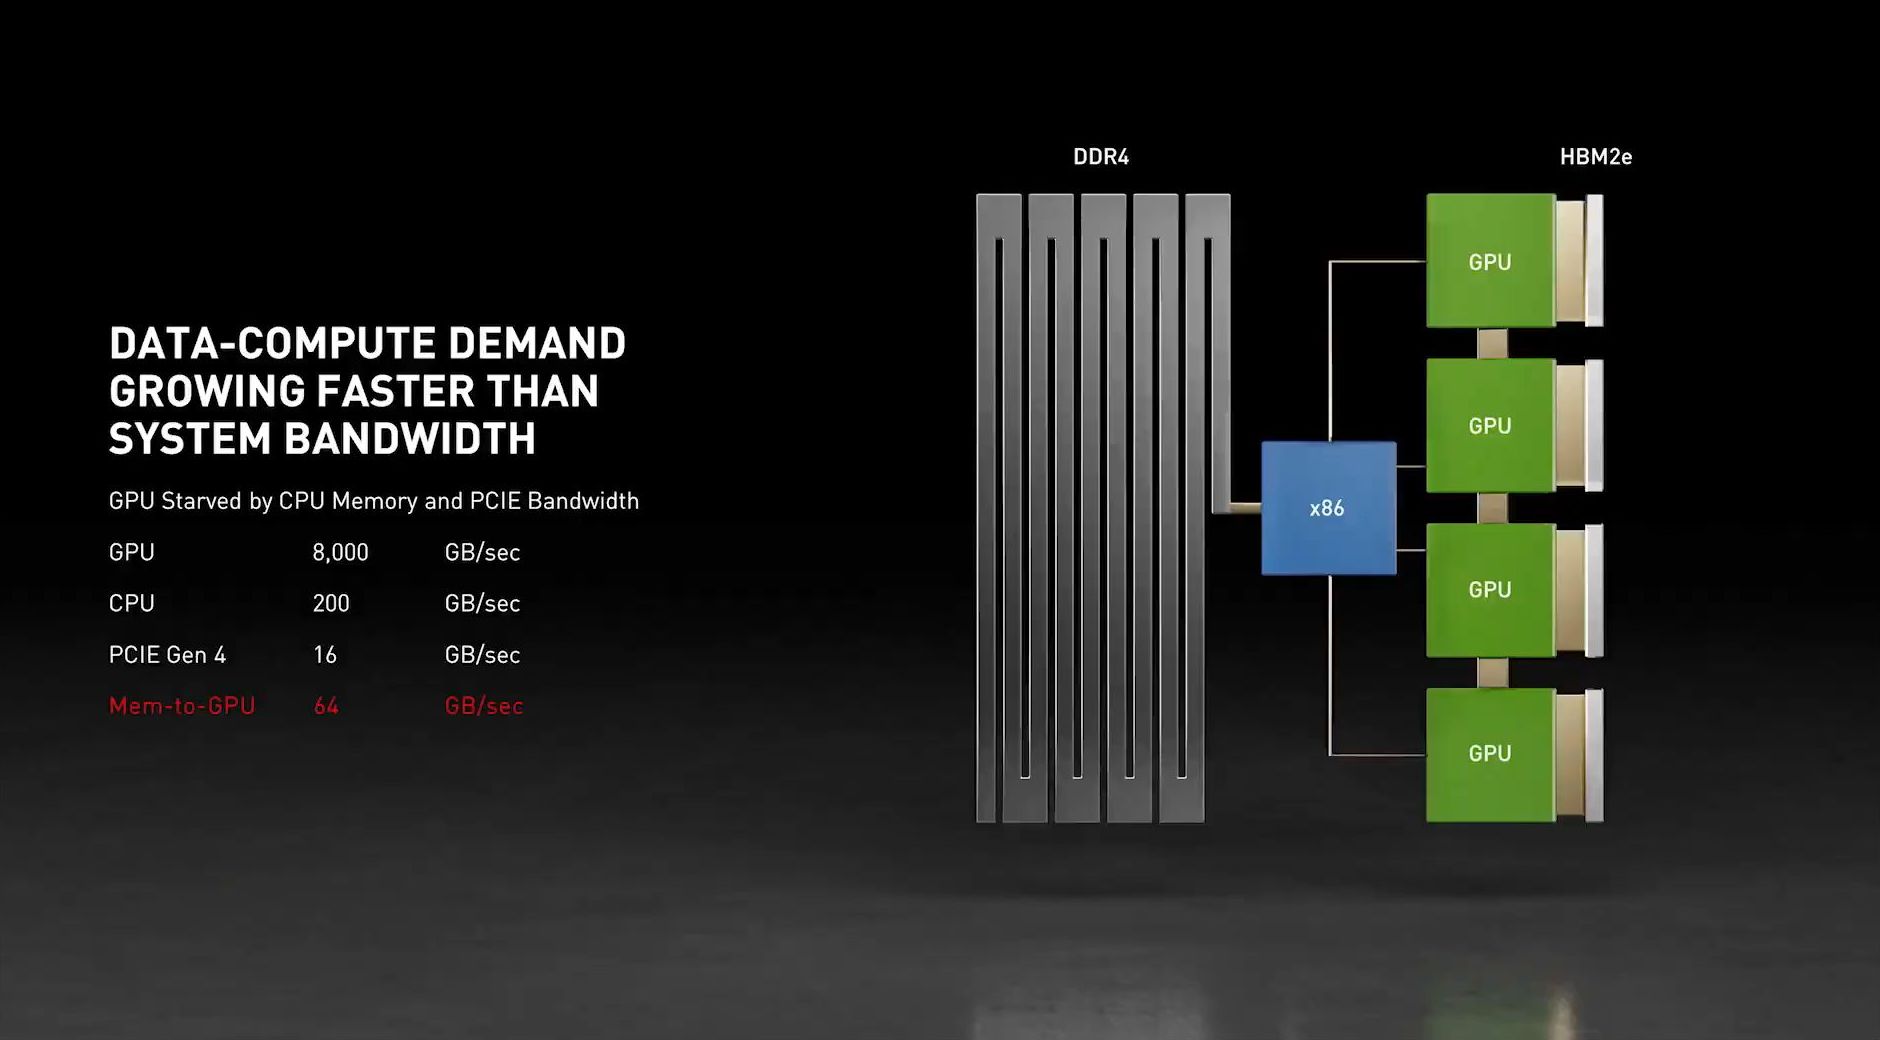 DATA-COMPUTE DEMAND
GROWING FASTER THAN
SYSTEM BANDWIDTH
GPU Starved by CPU Memory and PCIE Bandwidth
GPU 8,000 GB/sec
CPU 200 GB/sec
PCIE Gen 4 16 GB/sec
Mem-to-GPU 64 GB/sec
DDR4
HBM2e
GPU
GPU
x86
GPU
GPU